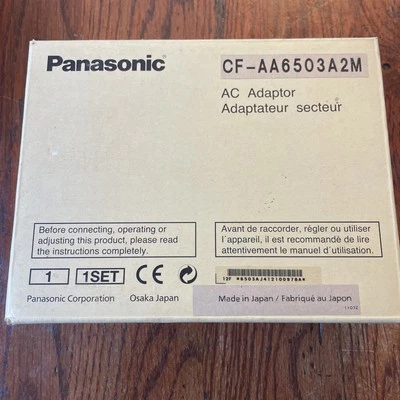 Panasonic
CF-AA6503A2M
AC Adaptor
Adaptateur secteur
Before connecting, operating or
adjusting this product, please read
the instructions completely.
Avant de raccorder, régler ou utiliser
l'appareil, il est recommandé de lire
attentivement le manuel d'utilisation.
1 1SET CE
Panasonic Corporation Osaka Japan
Made in Japan / Fabriqué au Japon